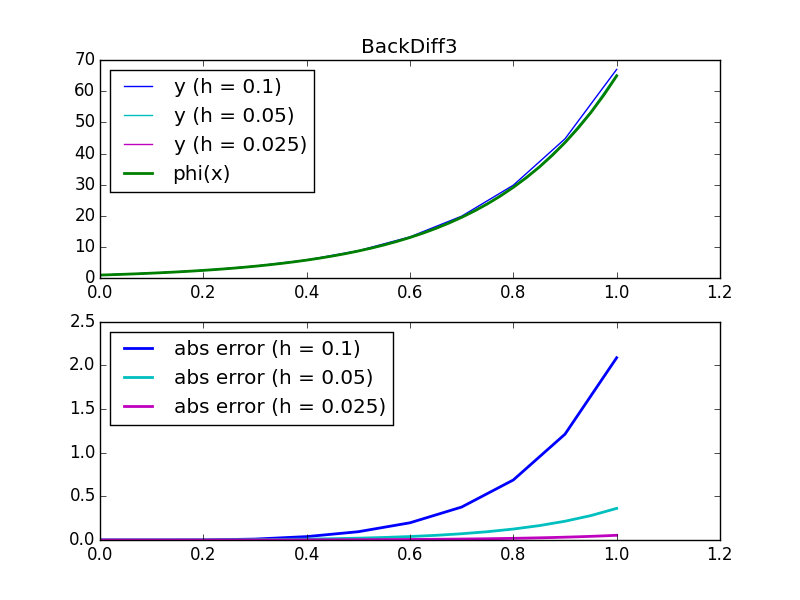 BackDiff3
70
60
50
40
30
20
10
0
y (h = 0.1)
y (h = 0.05)
y (h = 0.025)
phi(x)
0.0 0.2 0.4 0.6 0.8 1.0 1.2
2.5
2.0
1.5
1.0
0.5
0.0
abs error (h = 0.1)
abs error (h = 0.05)
abs error (h = 0.025)
0.0 0.2 0.4 0.6 0.8 1.0 1.2